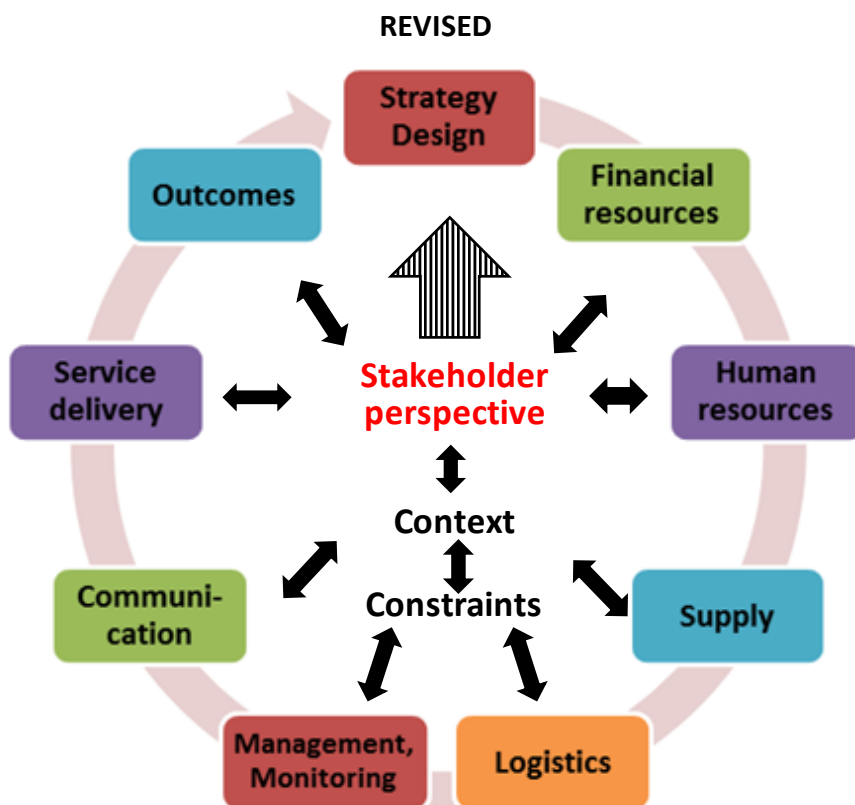 REVISED
Strategy
Design
Financial
resources
Human
resources
Supply
Logistics
Management,
Monitoring
Communi-
cation
Service
delivery
Outcomes
Stakeholder
perspective
Context
Constraints